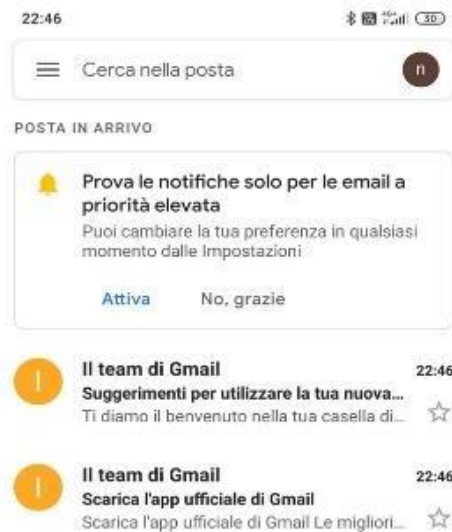 22:46
30
Cerca nella posta
n
POSTA IN ARRIVO
Prova le notifiche solo per le email a
priorità elevata
Puoi cambiare la tua preferenza in qualsiasi
momento dalle Impostazioni
Attiva No, grazie
I
Il team di Gmail 22:46
Suggerimenti per utilizzare la tua nuova...
Ti diamo il benvenuto nella tua casella di...
I
Il team di Gmail 22:46
Scarica l'app ufficiale di Gmail
Scarica l'app ufficiale di Gmail Le migliori...